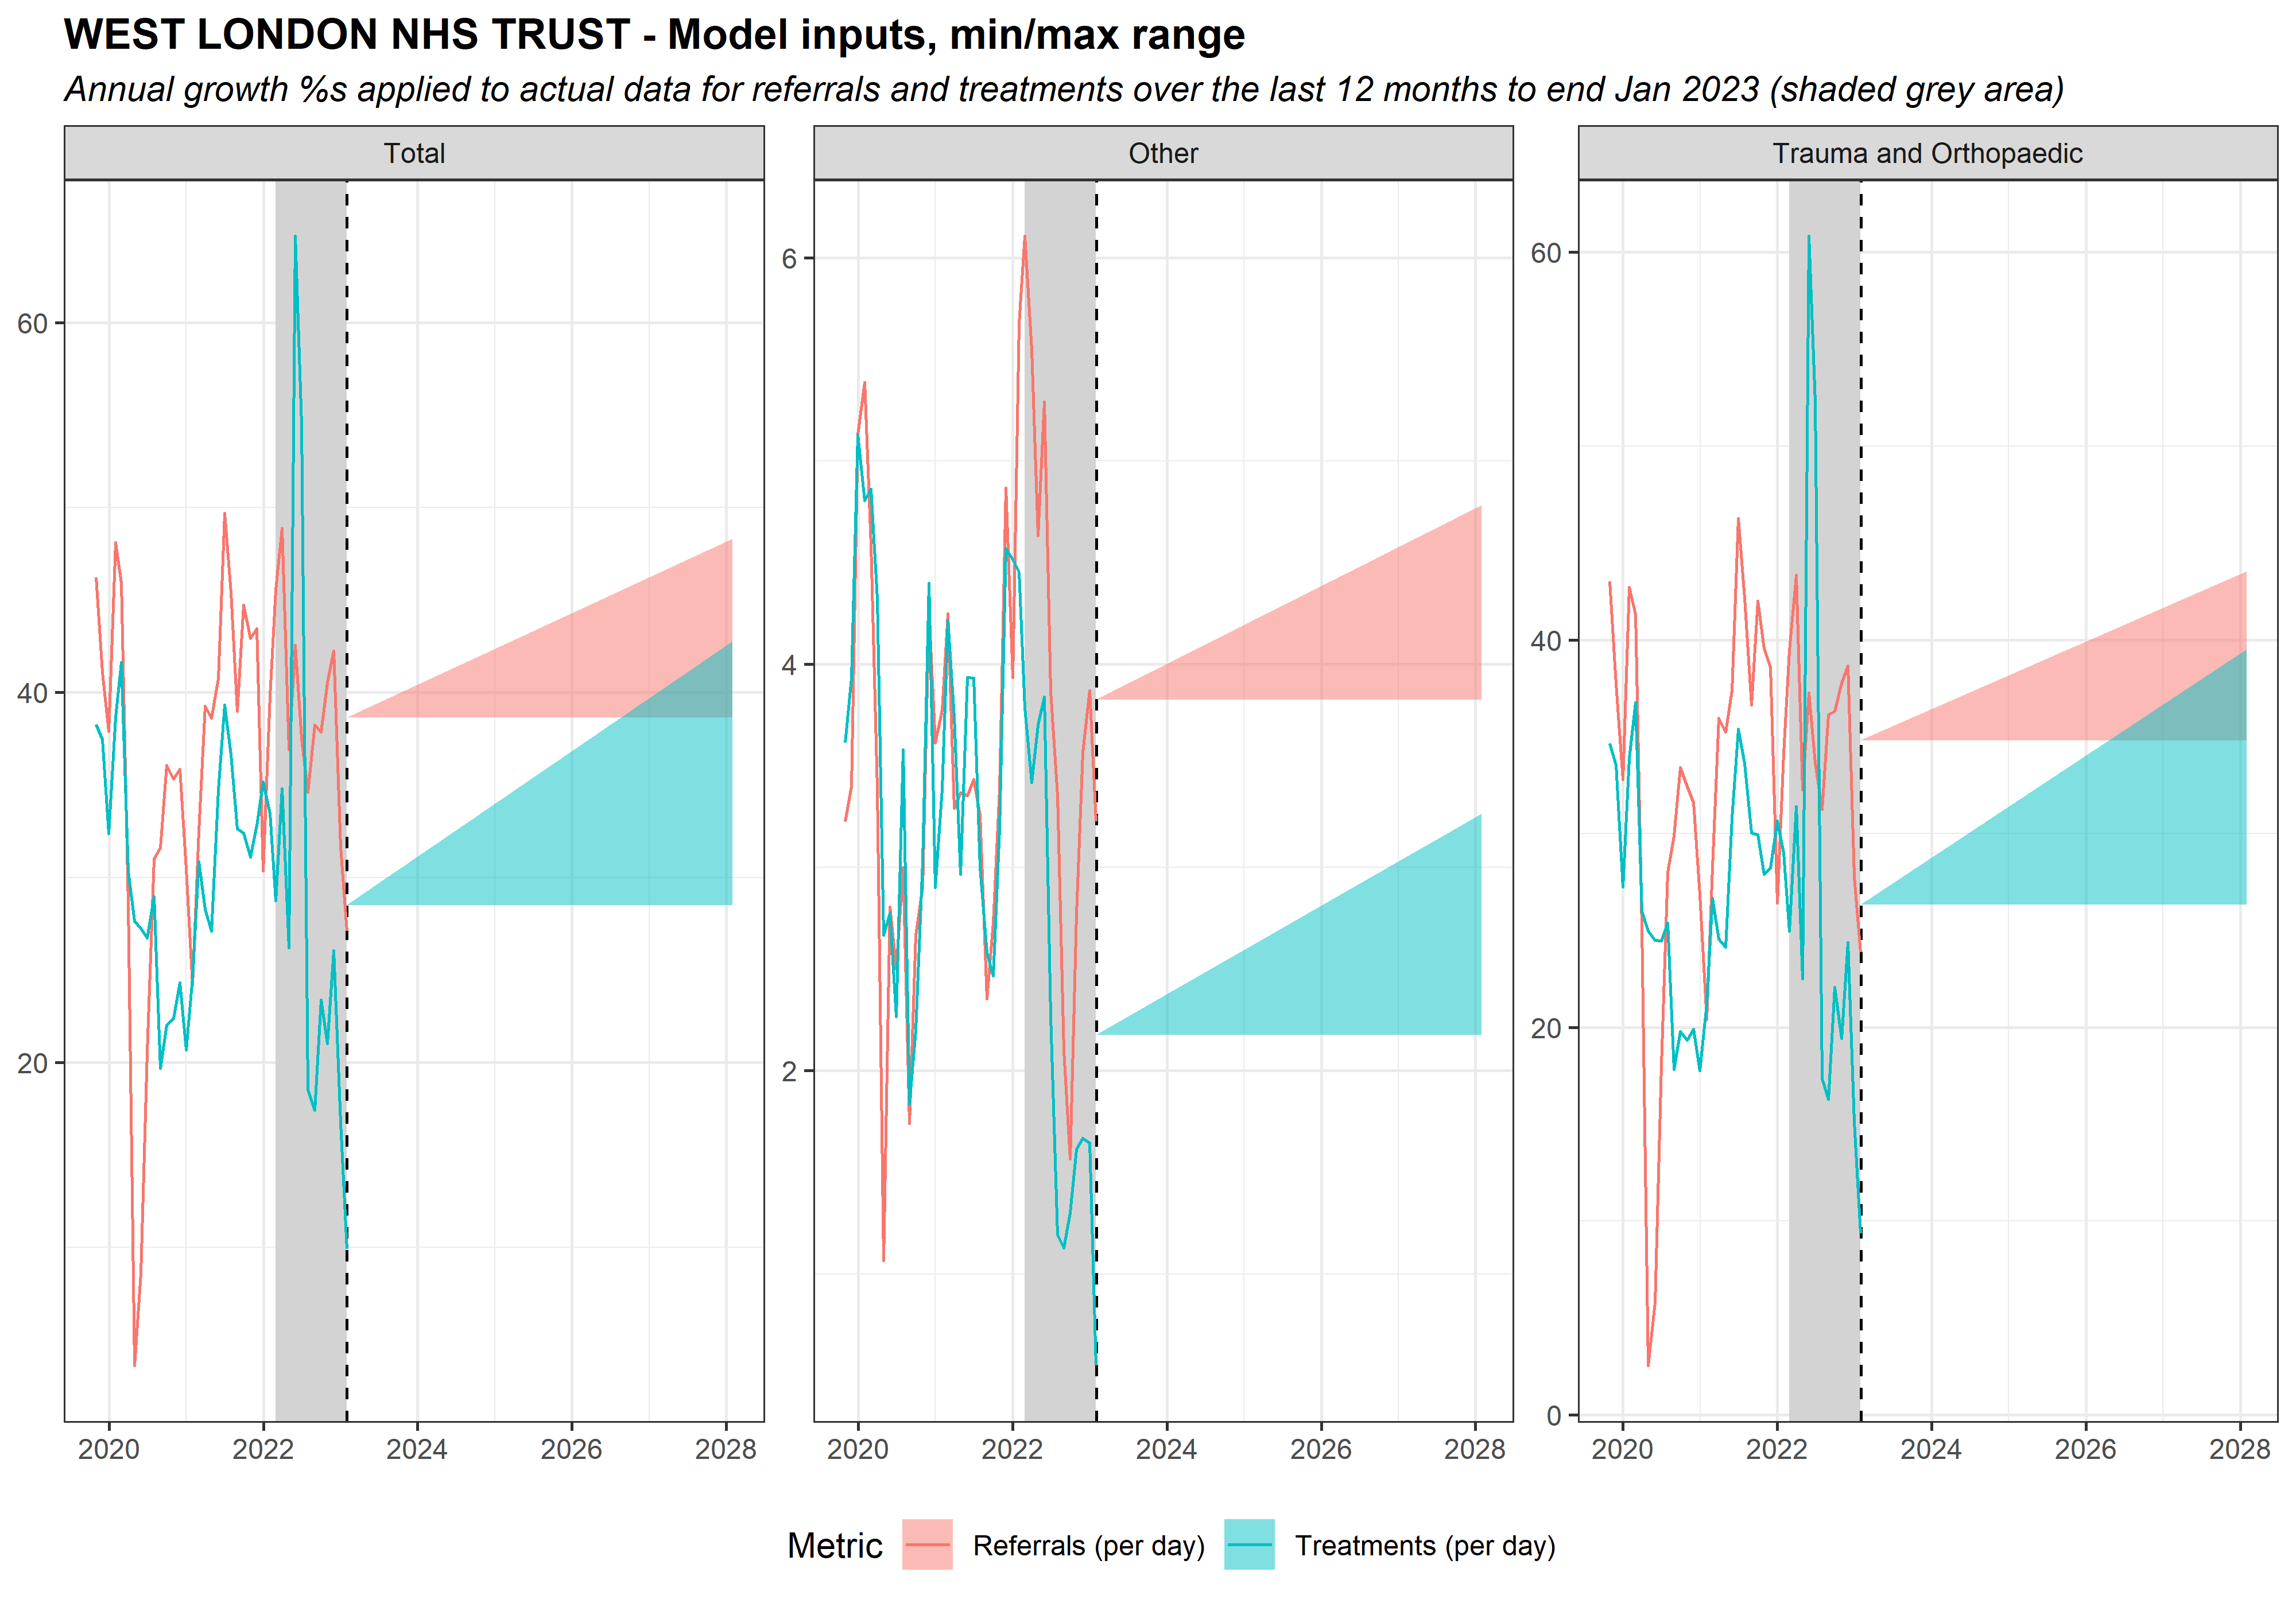 WEST LONDON NHS TRUST - Model inputs, min/max range
Annual growth %s applied to actual data for referrals and treatments over the last 12 months to end Jan 2023 (shaded grey area)
Total
Other
Trauma and Orthopaedic
60
40
20
6
4
2
60
40
20
0
2020 2022 2024 2026 2028
2020 2022 2024 2026 2028
2020 2022 2024 2026 2028
Metric Referrals (per day) Treatments (per day)